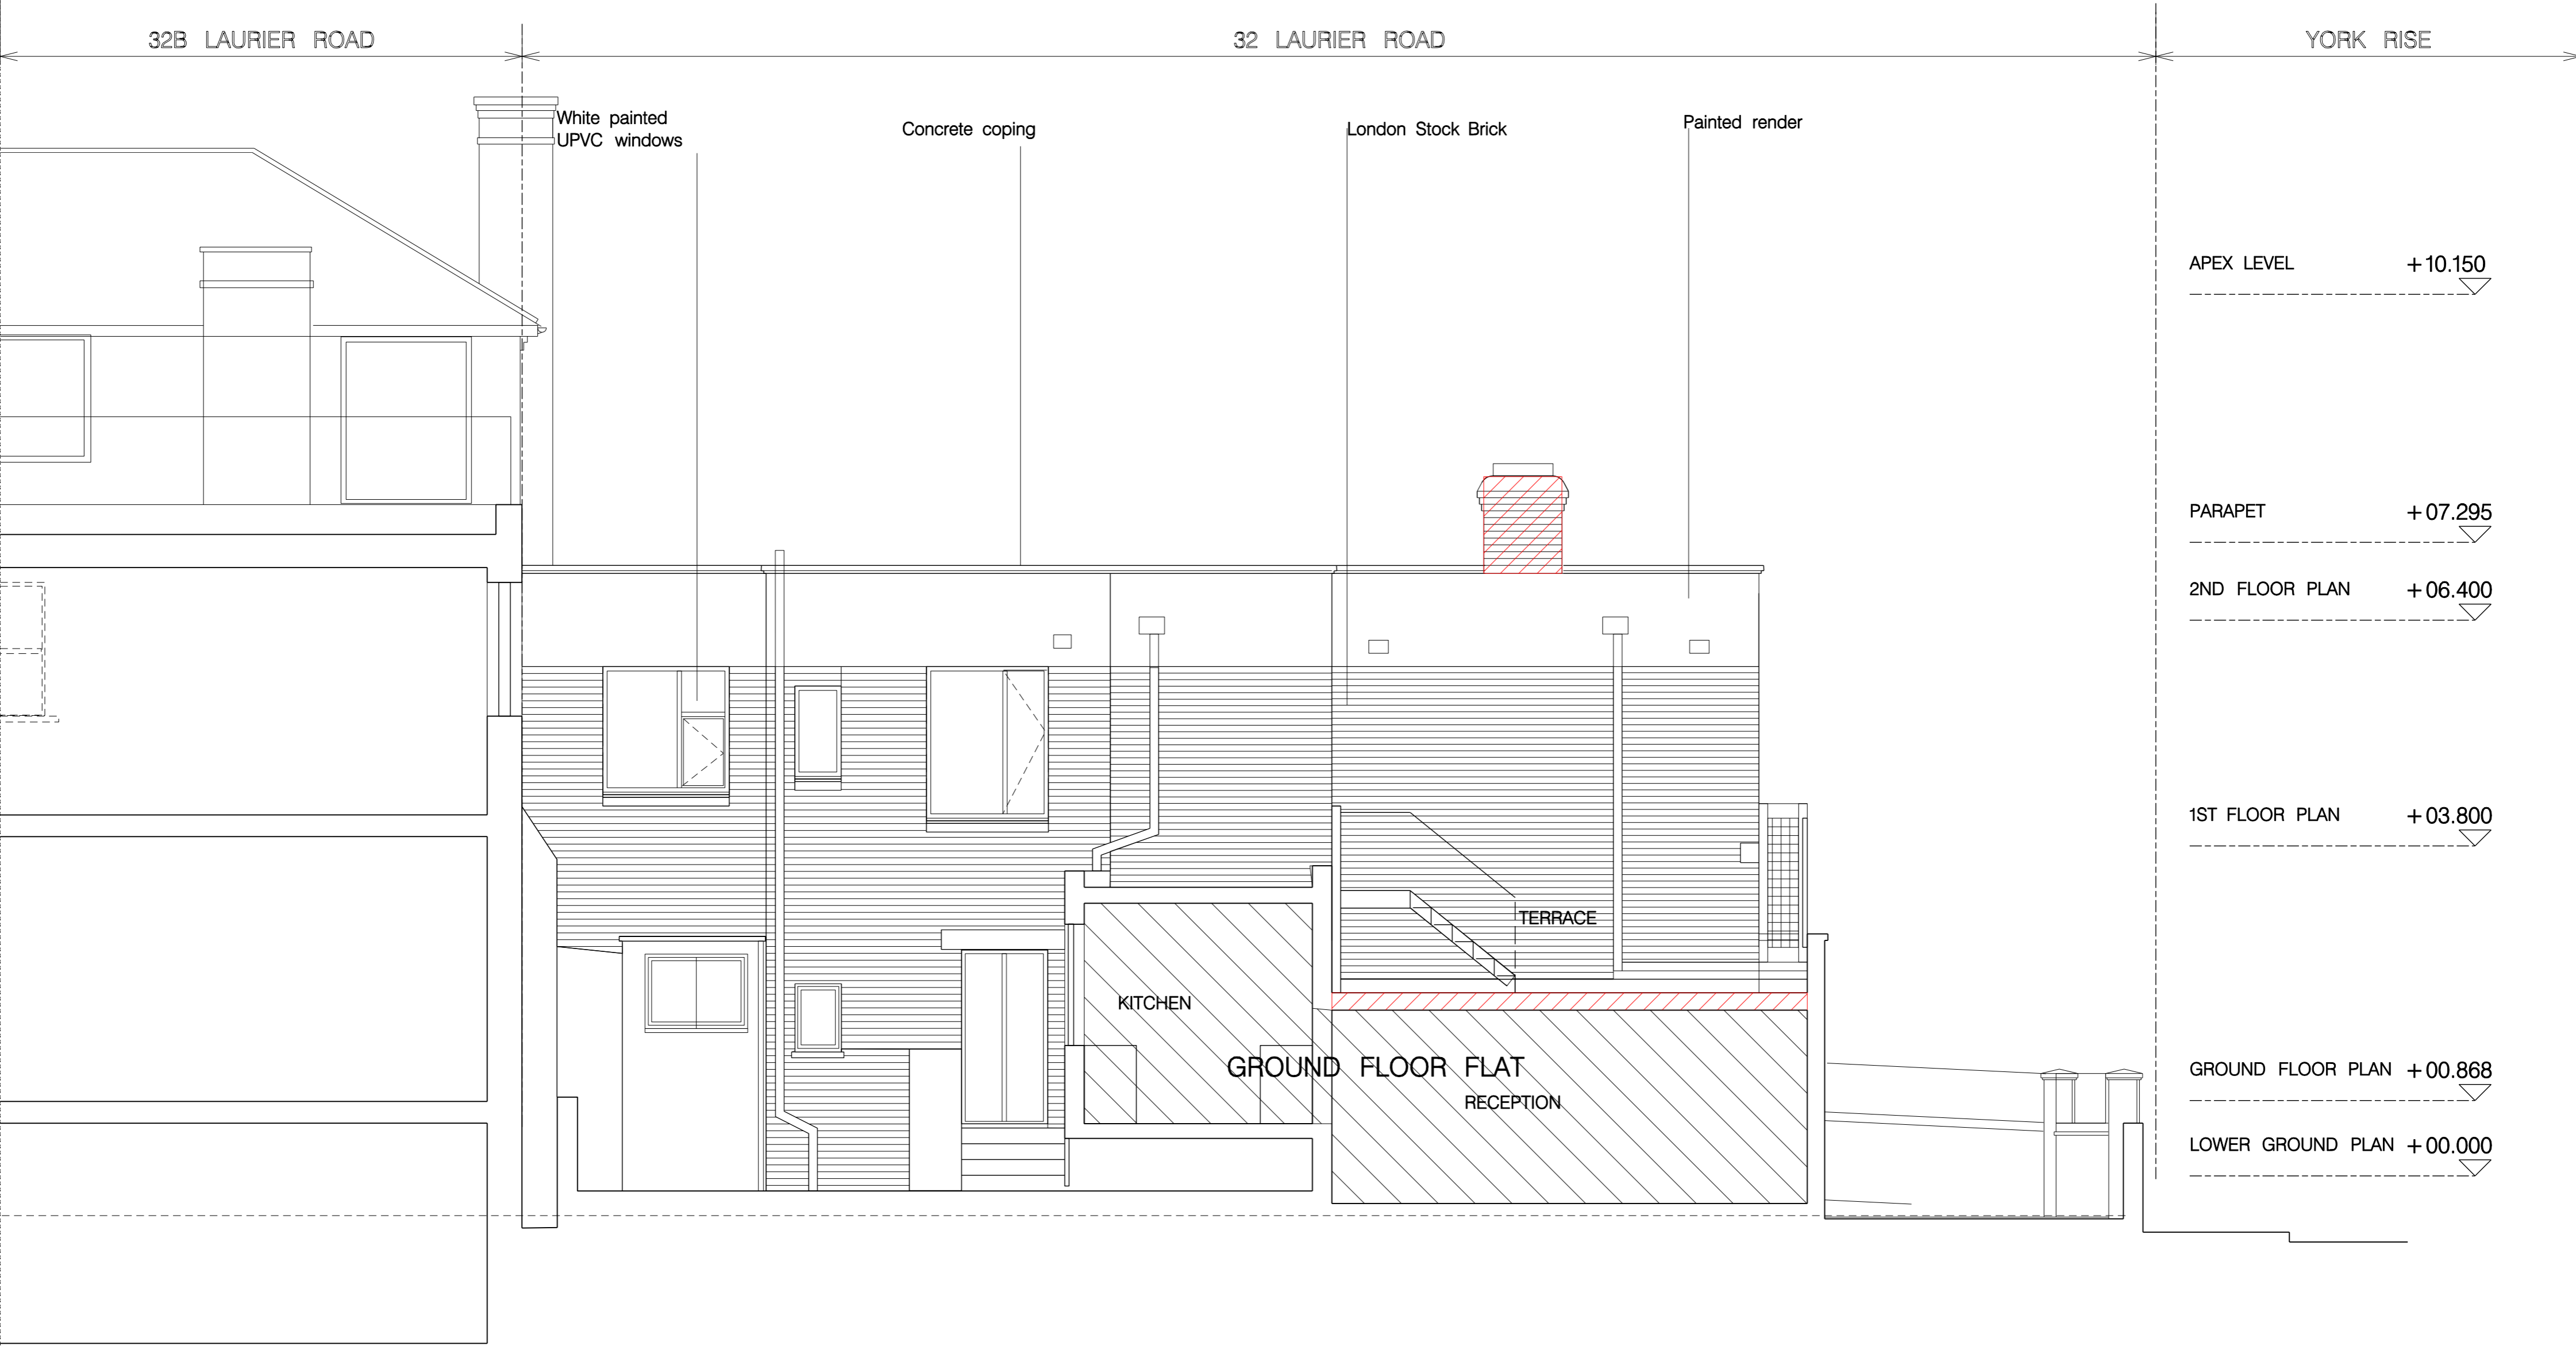 32B LAURIER ROAD
32 LAURIER ROAD
YORK RISE
White painted
UPVC windows
Concrete coping
London Stock Brick
Painted render
APEX LEVEL +10.150
PARAPET +07.295
2ND FLOOR PLAN +06.400
1ST FLOOR PLAN +03.800
TERRACE
KITCHEN
GROUND FLOOR FLAT
RECEPTION
GROUND FLOOR PLAN +00.868
LOWER GROUND PLAN +00.000